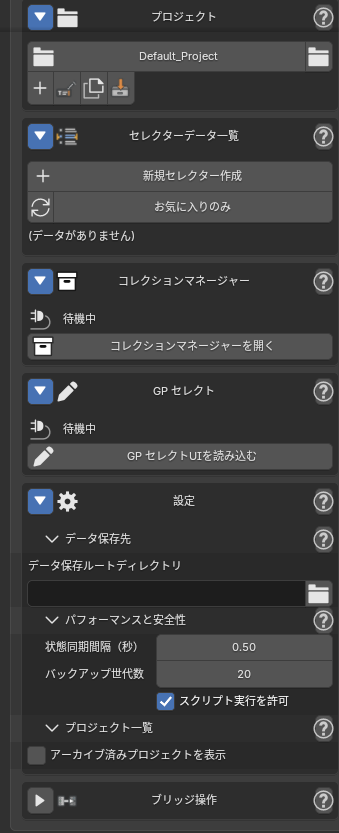 プロジェクト
Default_Project
セレクターデータ一覧
新規セレクター作成
お気に入りのみ
(データがありません)
コレクションマネージャー
待機中
コレクションマネージャーを開く
GP セレクト
待機中
GP セレクトUIを読み込む
設定
データ保存先
データ保存ルートディレクトリ
パフォーマンスと安全性
状態同期間隔（秒） 0.50
バックアップ世代数 20
スクリプト実行を許可
プロジェクト一覧
アーカイブ済みプロジェクトを表示
ブリッジ操作